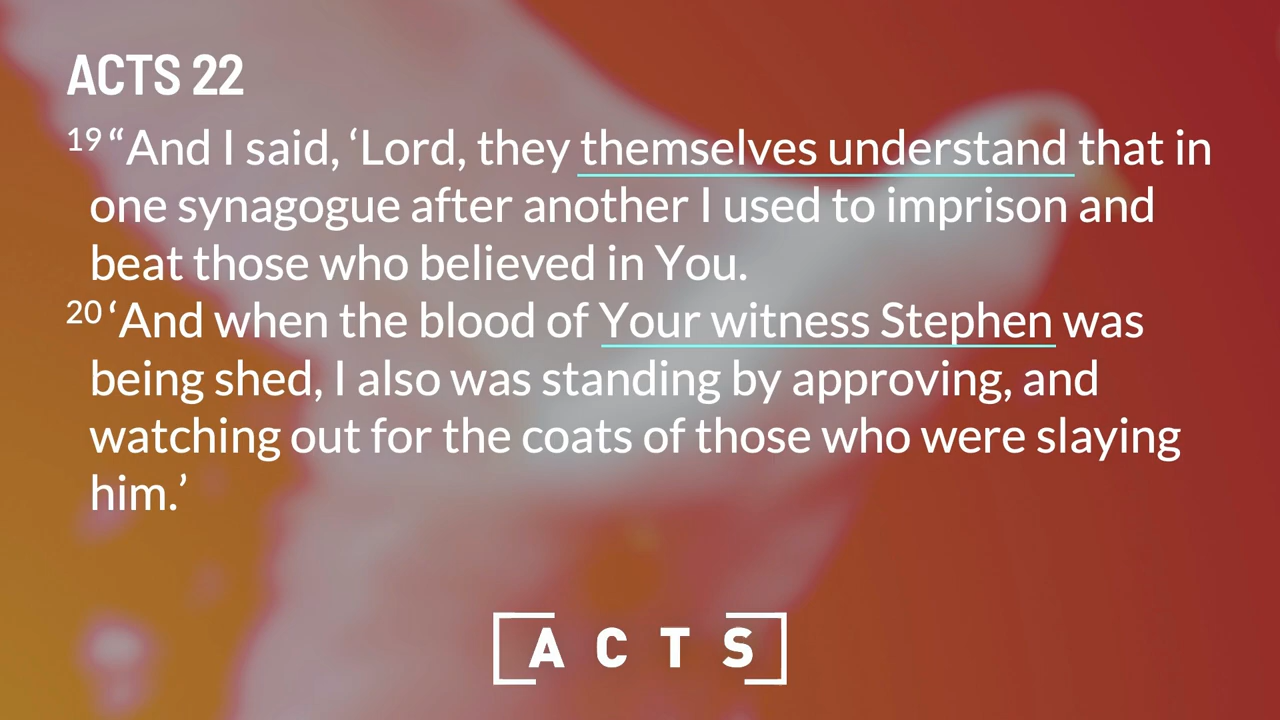 ACTS 22
19 “And I said, ‘Lord, they themselves understand that in
one synagogue after another I used to imprison and
beat those who believed in You.
20 ‘And when the blood of Your witness Stephen was
being shed, I also was standing by approving, and
watching out for the coats of those who were slaying
him.’
ACTS